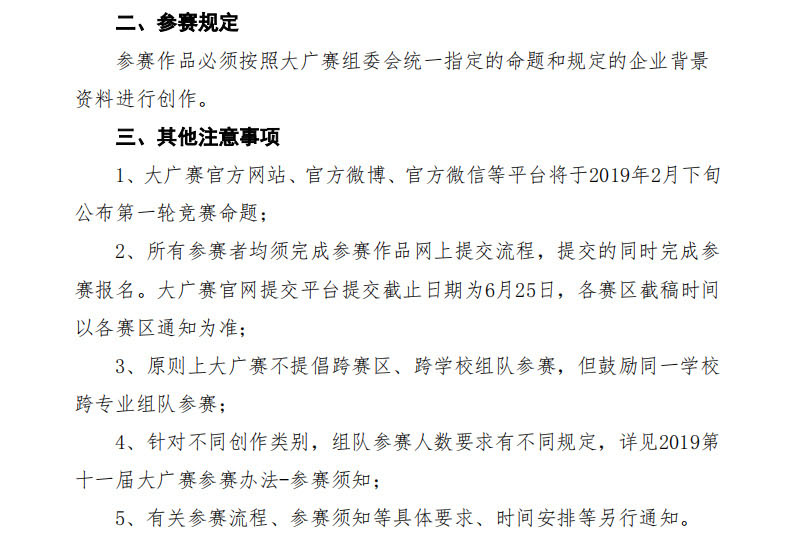 二、参赛规定
参赛作品必须按照大广赛组委会统一指定的命题和规定的企业背景
资料进行创作。
三、其他注意事项
1、大广赛官方网站、官方微博、官方微信等平台将于2019年2月下旬
公布第一轮竞赛命题；
2、所有参赛者均须完成参赛作品网上提交流程，提交的同时完成参
赛报名。大广赛官网提交平台提交截止日期为6月25日，各赛区截稿时间
以各赛区通知为准；
3、原则上大广赛不提倡跨赛区、跨学校组队参赛，但鼓励同一学校
跨专业组队参赛；
4、针对不同创作类别，组队参赛人数要求有不同规定，详见2019第
十一届大广赛参赛办法-参赛须知；
5、有关参赛流程、参赛须知等具体要求、时间安排等另行通知。